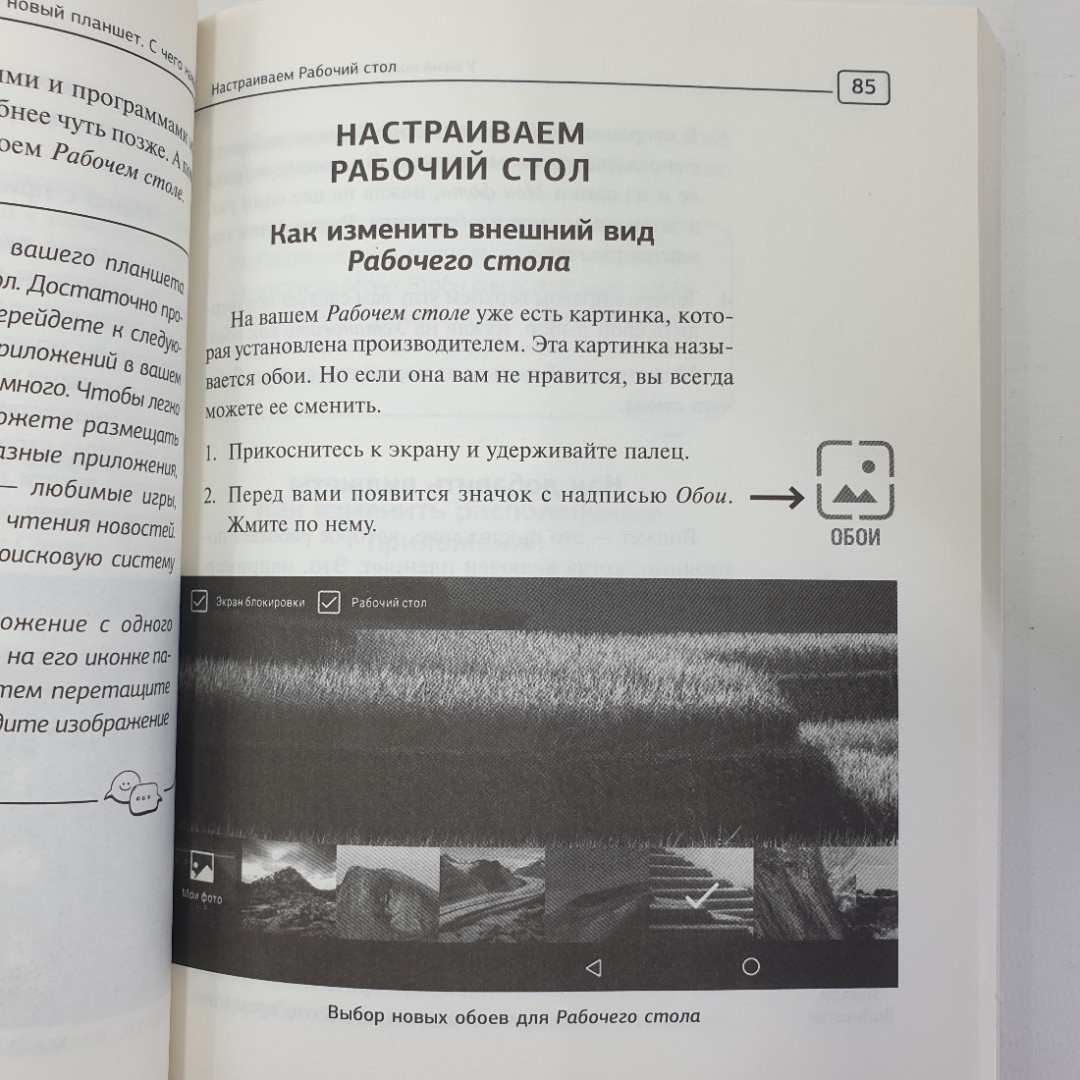 новый планшет. С чего
ими и программами
бнее чуть позже. А
оем Рабочем столе.
вашего планшета
ол. Достаточно про-
ерейдете к следую-
риложений в вашем
много. Чтобы легко
ожете размещать
азные приложения,
— любимые игры,
чтения новостей.
оисковую систему
ожение с одного
на его иконке па-
тем перетащите
дите изображение
Настраиваем Рабочий стол
85
НАСТРАИВАЕМ
РАБОЧИЙ СТОЛ
Как изменить внешний вид
Рабочего стола
На вашем Рабочем столе уже есть картинка, кото-
рая установлена производителем. Эта картинка назы-
вается обои. Но если она вам не нравится, вы всегда
можете ее сменить.
1. Прикоснитесь к экрану и удерживайте палец.
2. Перед вами появится значок с надписью Обои.
Жмите по нему.
ОБОИ
Экран блокировки Рабочий стол
Мои фото
Выбор новых обоев для Рабочего стола